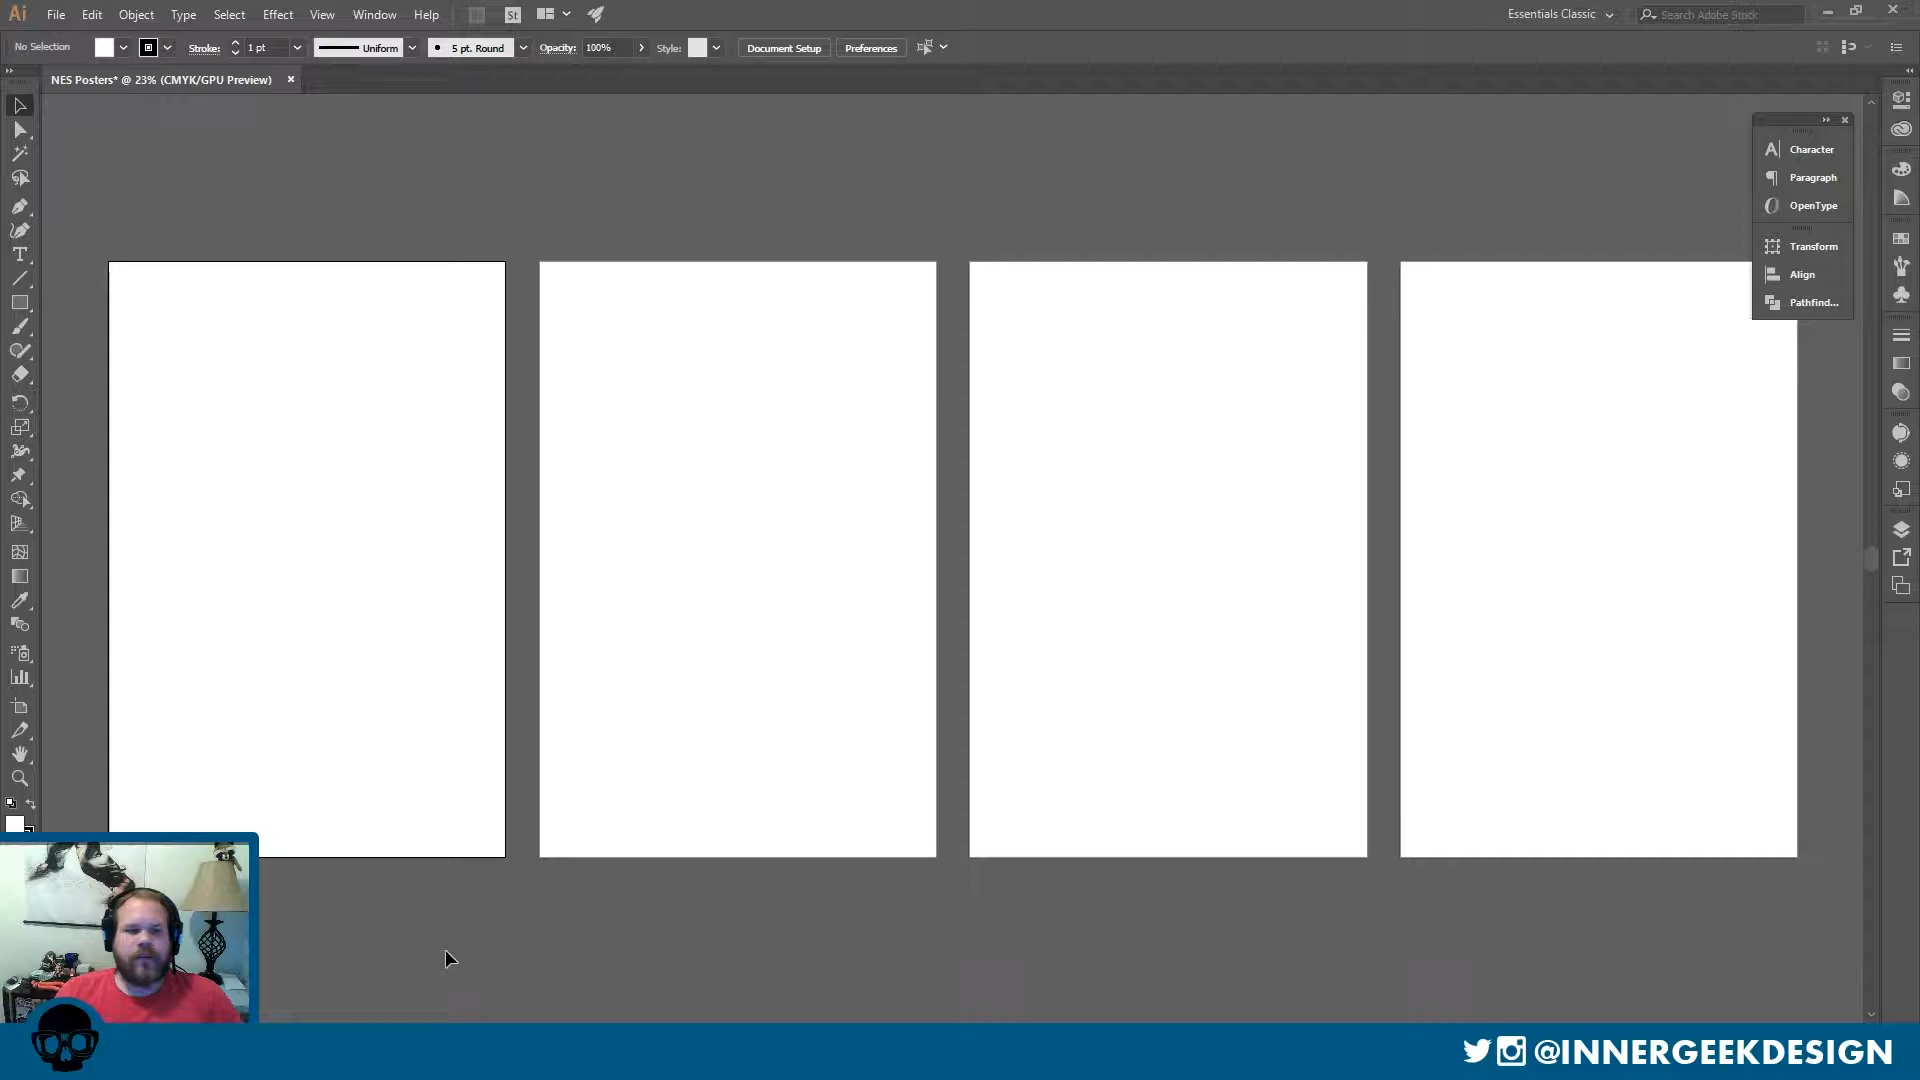 Ai File Edit Object Type Select Effect View Window Help St Essentials Classic Search Adobe Stock
No Selection Stroke: 1 pt Uniform 5 pt. Round Opacity: 100% Style: Document Setup Preferences
NES Posters* @ 23% (CMYK/GPU Preview)
Character
Paragraph
OpenType
Transform
Align
Pathfind...
@INNERGEEKDESIGN